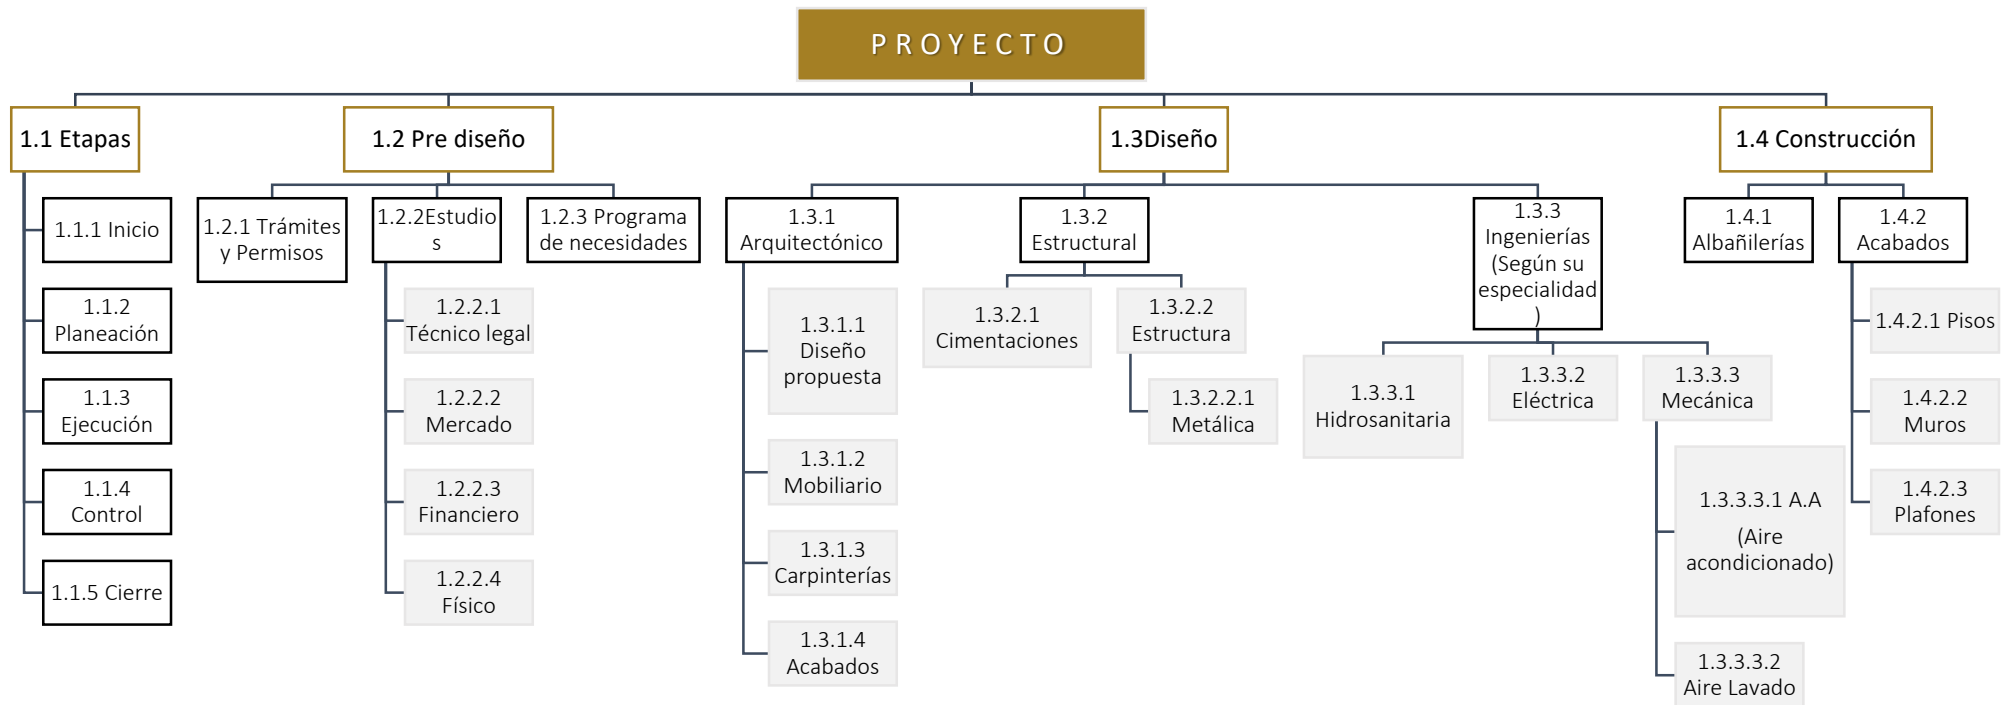 P R O Y E C T O
1.1 Etapas
1.1.1 Inicio
1.1.2
Planeación
1.1.3
Ejecución
1.1.4
Control
1.1.5 Cierre
1.2 Pre diseño
1.2.1 Trámites
y Permisos
1.2.2Estudio
s
1.2.2.1
Técnico legal
1.2.2.2
Mercado
1.2.2.3
Financiero
1.2.2.4
Físico
1.2.3 Programa
de necesidades
1.3Diseño
1.3.1
Arquitectónico
1.3.1.1
Diseño
propuesta
1.3.1.2
Mobiliario
1.3.1.3
Carpinterías
1.3.1.4
Acabados
1.3.2
Estructural
1.3.2.1
Cimentaciones
1.3.2.2
Estructura
1.3.2.2.1
Metálica
1.3.3
Ingenierías
(Según su
especialidad
)
1.3.3.1
Hidrosanitaria
1.3.3.2
Eléctrica
1.3.3.3
Mecánica
1.3.3.3.1 A.A
(Aire
acondicionado)
1.3.3.3.2
Aire Lavado
1.4 Construcción
1.4.1
Albañilerías
1.4.2
Acabados
1.4.2.1 Pisos
1.4.2.2
Muros
1.4.2.3
Plafones